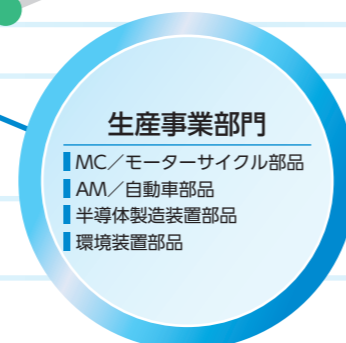 生産事業部門
MC／モーターサイクル部品
AM／自動車部品
半導体製造装置部品
環境装置部品